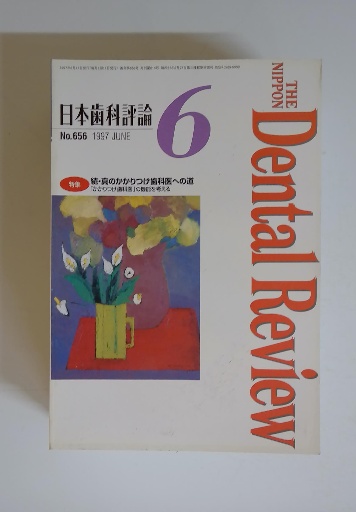 日本歯科評論
6
No.656 1997 JUNE
特集
続・真のかかりつけ歯科医への道
THE NIPPON
Dental Review